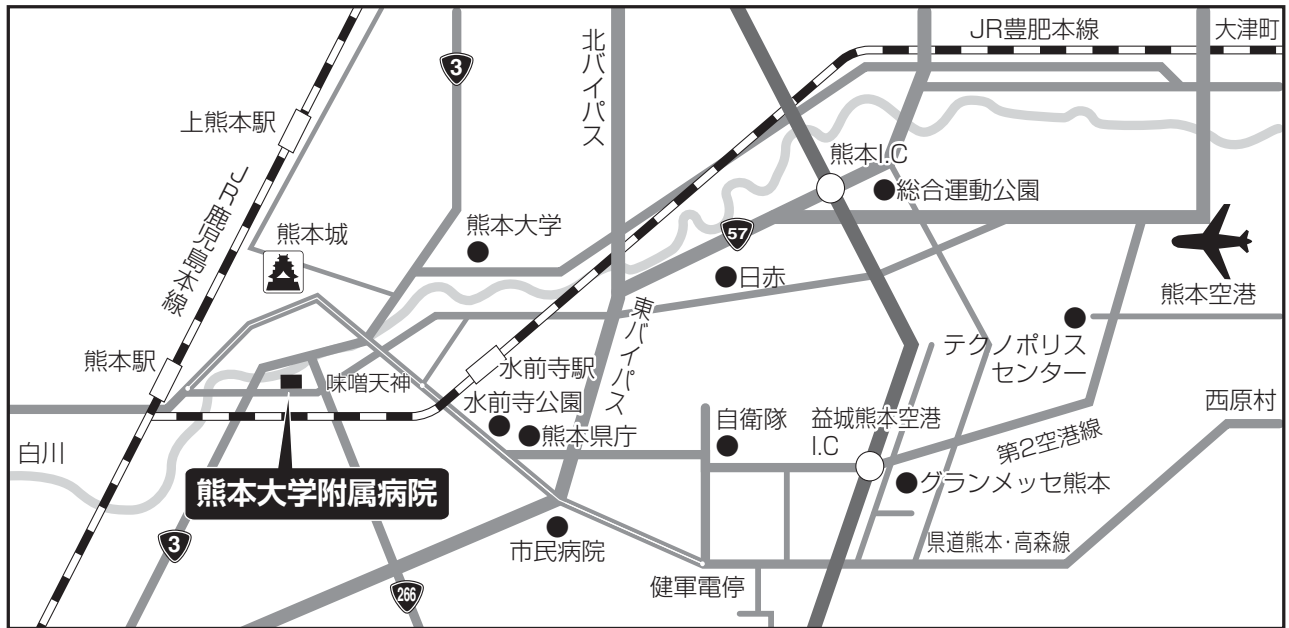 JR豊肥本線
大津町
北バイパス
3
上熊本駅
JR鹿児島本線
熊本I.C
総合運動公園
熊本大学
熊本城
57
日赤
熊本空港
東バイパス
テクノポリス
センター
熊本駅
味噌天神
水前寺駅
水前寺公園
熊本県庁
自衛隊
益城熊本空港
I.C
西原村
第2空港線
白川
熊本大学附属病院
グランメッセ熊本
3
市民病院
県道熊本・高森線
266
健軍電停